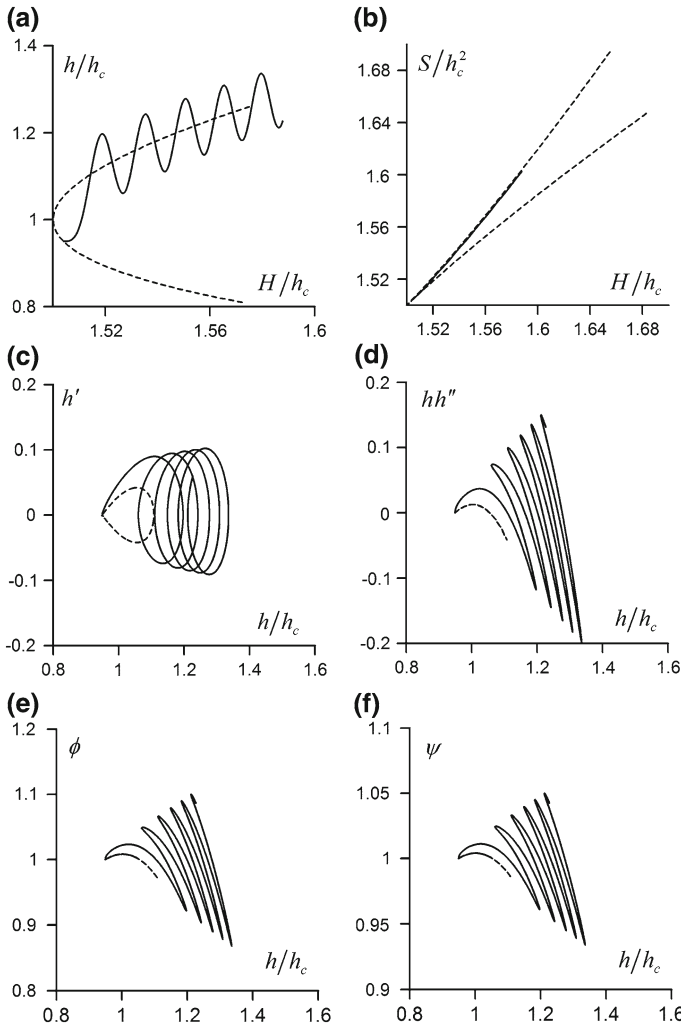 (a)
h/h_c
1.4
1.2
1
0.8
1.52 1.56 1.6
H/h_c
(b)
S/h_c^2
1.68
1.64
1.6
1.56
1.52
1.52 1.56 1.6 1.64 1.68
H/h_c
(c)
h′
0.2
0.1
0
-0.1
-0.2
0.8 1 1.2 1.4 1.6
h/h_c
(d)
hh″
0.2
0.1
0
-0.1
-0.2
0.8 1 1.2 1.4 1.6
h/h_c
(e)
ϕ
1.2
1.1
1
0.9
0.8
0.8 1 1.2 1.4 1.6
h/h_c
(f)
ψ
1.1
1.05
1
0.95
0.9
0.8 1 1.2 1.4 1.6
h/h_c